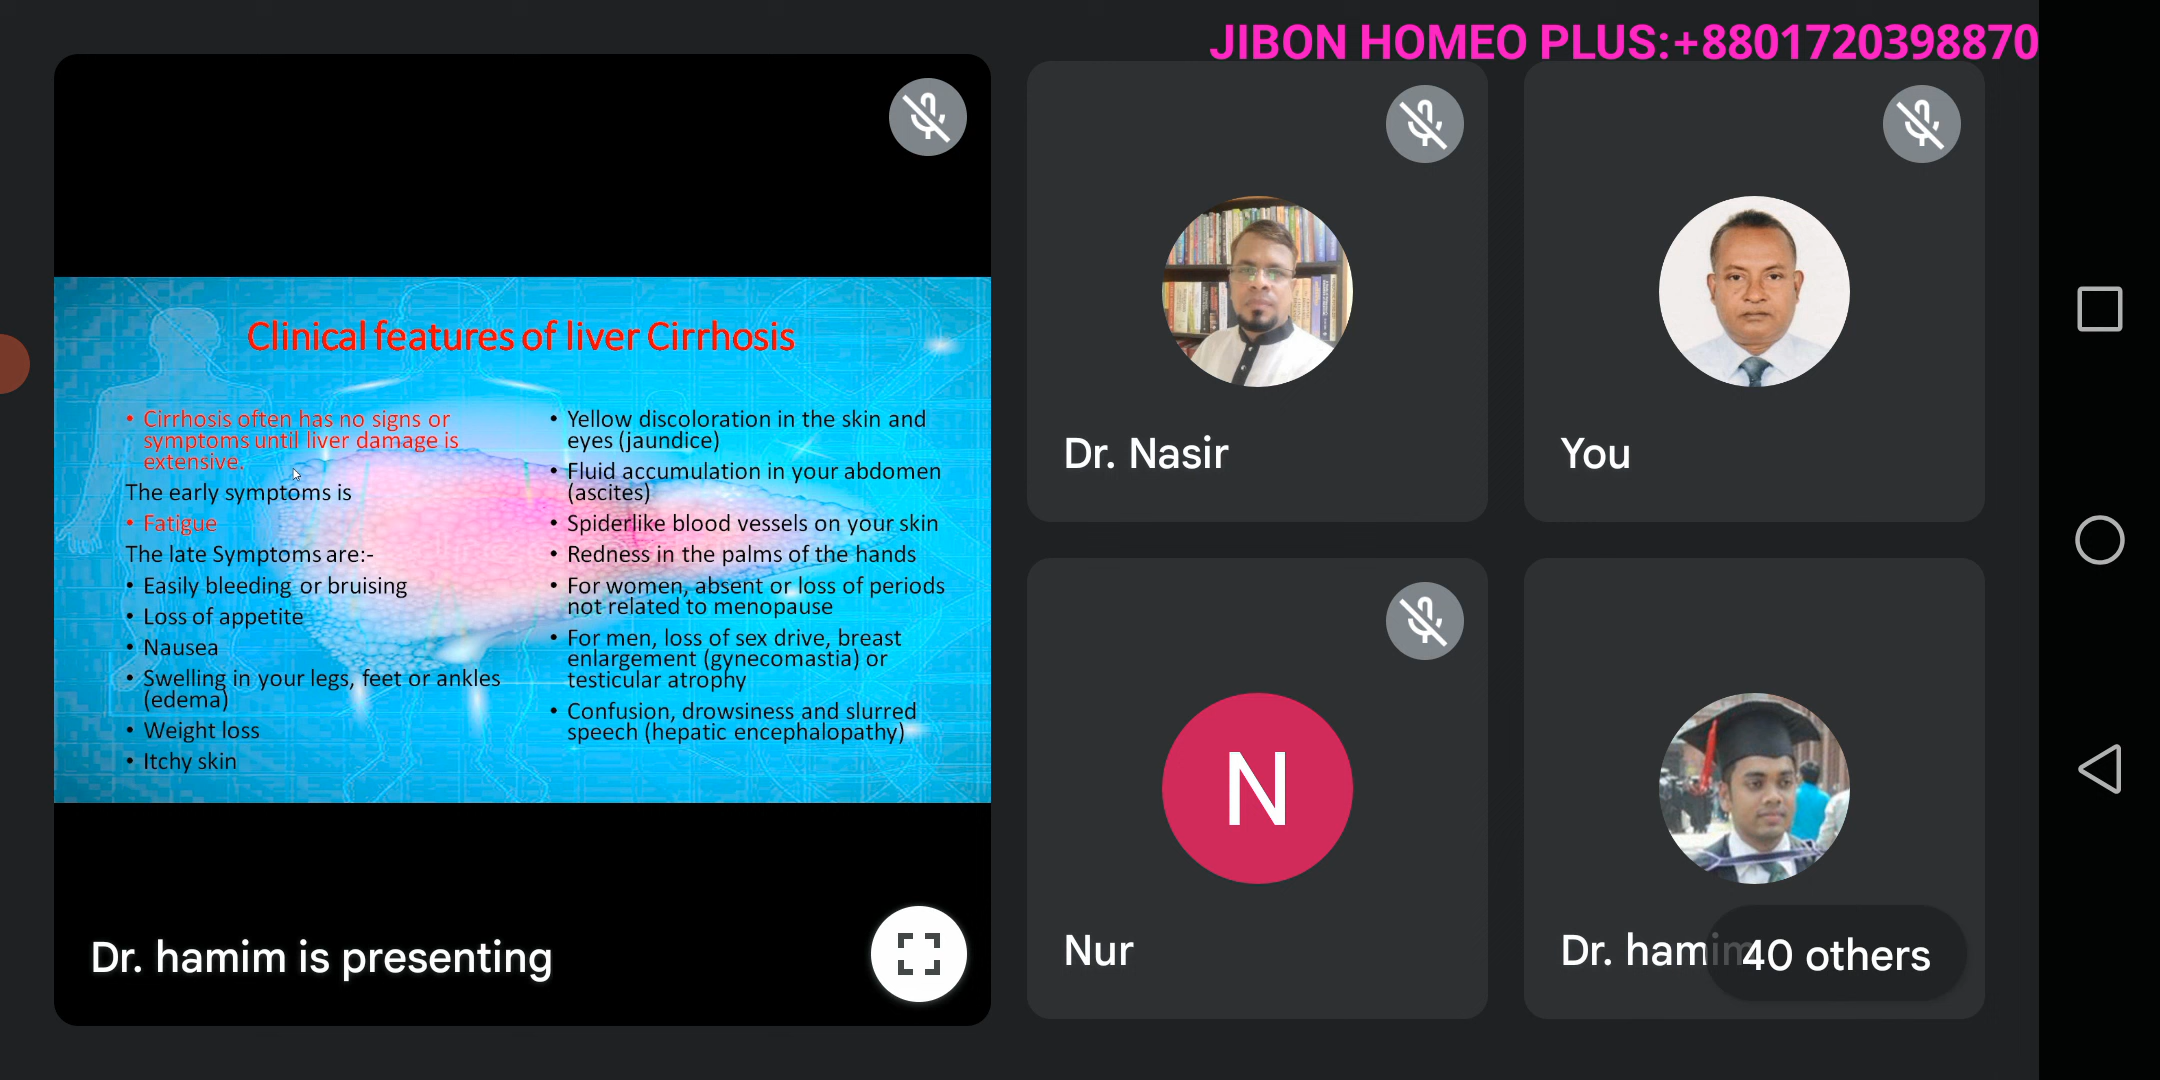 JIBON HOMEO PLUS:+8801720398870
Clinical features of liver Cirrhosis
• Cirrhosis often has no signs or
symptoms until liver damage is
extensive.
The early symptoms is
• Fatigue
The late Symptoms are:-
• Easily bleeding or bruising
• Loss of appetite
• Nausea
• Swelling in your legs, feet or ankles
(edema)
• Weight loss
• Itchy skin
• Yellow discoloration in the skin and
eyes (jaundice)
• Fluid accumulation in your abdomen
(ascites)
• Spiderlike blood vessels on your skin
• Redness in the palms of the hands
• For women, absent or loss of periods
not related to menopause
• For men, loss of sex drive, breast
enlargement (gynecomastia) or
testicular atrophy
• Confusion, drowsiness and slurred
speech (hepatic encephalopathy)
Dr. hamim is presenting
Dr. Nasir
You
N
Nur
Dr. hamim
40 others